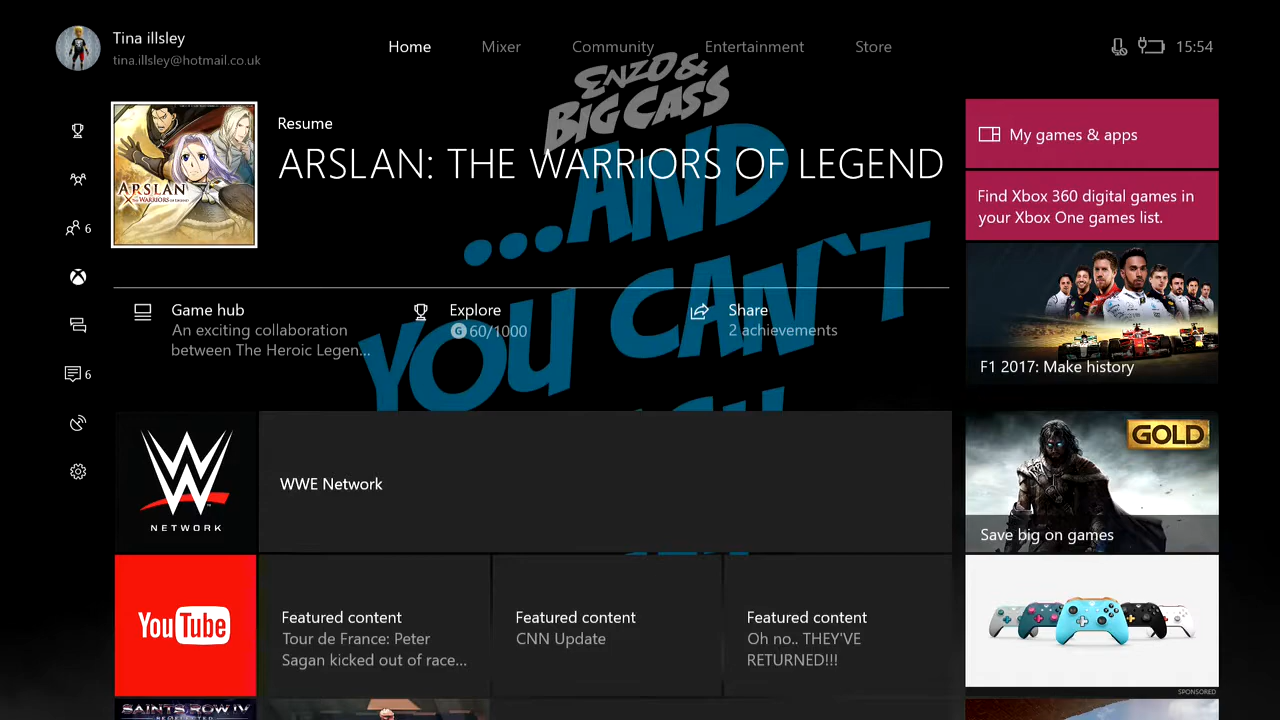 Tina illsley
tina.illsley@hotmail.co.uk
Home
Mixer
Community
Entertainment
Store
15:54
ENZO &
BIG CASS
...AND
YOU CAN'T
ARSLAN
THE WARRIORS OF LEGEND
Resume
ARSLAN: THE WARRIORS OF LEGEND
My games & apps
Find Xbox 360 digital games in
your Xbox One games list.
6
Game hub
An exciting collaboration
between The Heroic Legen...
Explore
G 60/1000
Share
2 achievements
F1 2017: Make history
6
W
NETWORK
WWE Network
GOLD
Save big on games
YouTube
Featured content
Tour de France: Peter
Sagan kicked out of race...
Featured content
CNN Update
Featured content
Oh no.. THEY'VE
RETURNED!!!
SPONSORED
SAINTS ROW IV